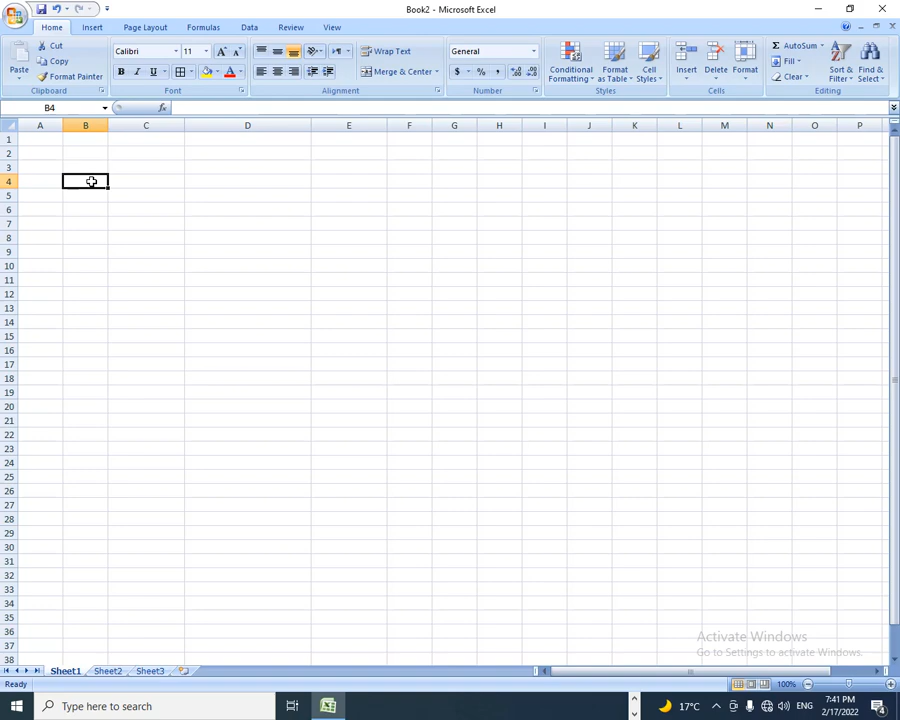 Book2 - Microsoft Excel
Home Insert Page Layout Formulas Data Review View
Paste Cut Copy Format Painter Clipboard
Calibri 11 B I U A A A Font
Wrap Text Merge & Center Alignment
General $ % , Number
Conditional Formatting Format as Table Cell Styles Styles
Insert Delete Format Cells
Σ AutoSum Fill Clear Sort & Filter Find & Select Editing
B4 fx
A B C D E F G H I J K L M N O P
1
2
3
4
5
6
7
8
9
10
11
12
13
14
15
16
17
18
19
20
21
22
23
24
25
26
27
28
29
30
31
32
33
34
35
36
37
38
Activate Windows
Go to Settings to activate Windows.
Sheet1 Sheet2 Sheet3
Ready 100%
Type here to search 17°C ENG 7:41 PM
2/17/2022 4